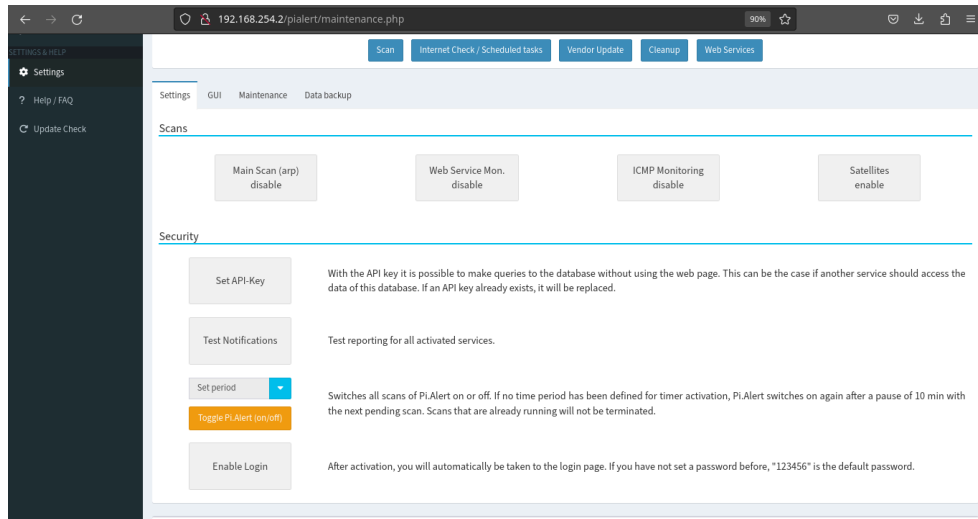 192.168.254.2/pialert/maintenance.php
90%
SETTINGS & HELP
Settings
Help / FAQ
Update Check
Scan
Internet Check / Scheduled tasks
Vendor Update
Cleanup
Web Services
Settings
GUI
Maintenance
Data backup
Scans
Main Scan (arp)
disable
Web Service Mon.
disable
ICMP Monitoring
disable
Satellites
enable
Security
Set API-Key
With the API key it is possible to make queries to the database without using the web page. This can be the case if another service should access the
data of this database. If an API key already exists, it will be replaced.
Test Notifications
Test reporting for all activated services.
Set period
Toggle Pi.Alert (on/off)
Switches all scans of Pi.Alert on or off. If no time period has been defined for timer activation, Pi.Alert switches on again after a pause of 10 min with
the next pending scan. Scans that are already running will not be terminated.
Enable Login
After activation, you will automatically be taken to the login page. If you have not set a password before, "123456" is the default password.